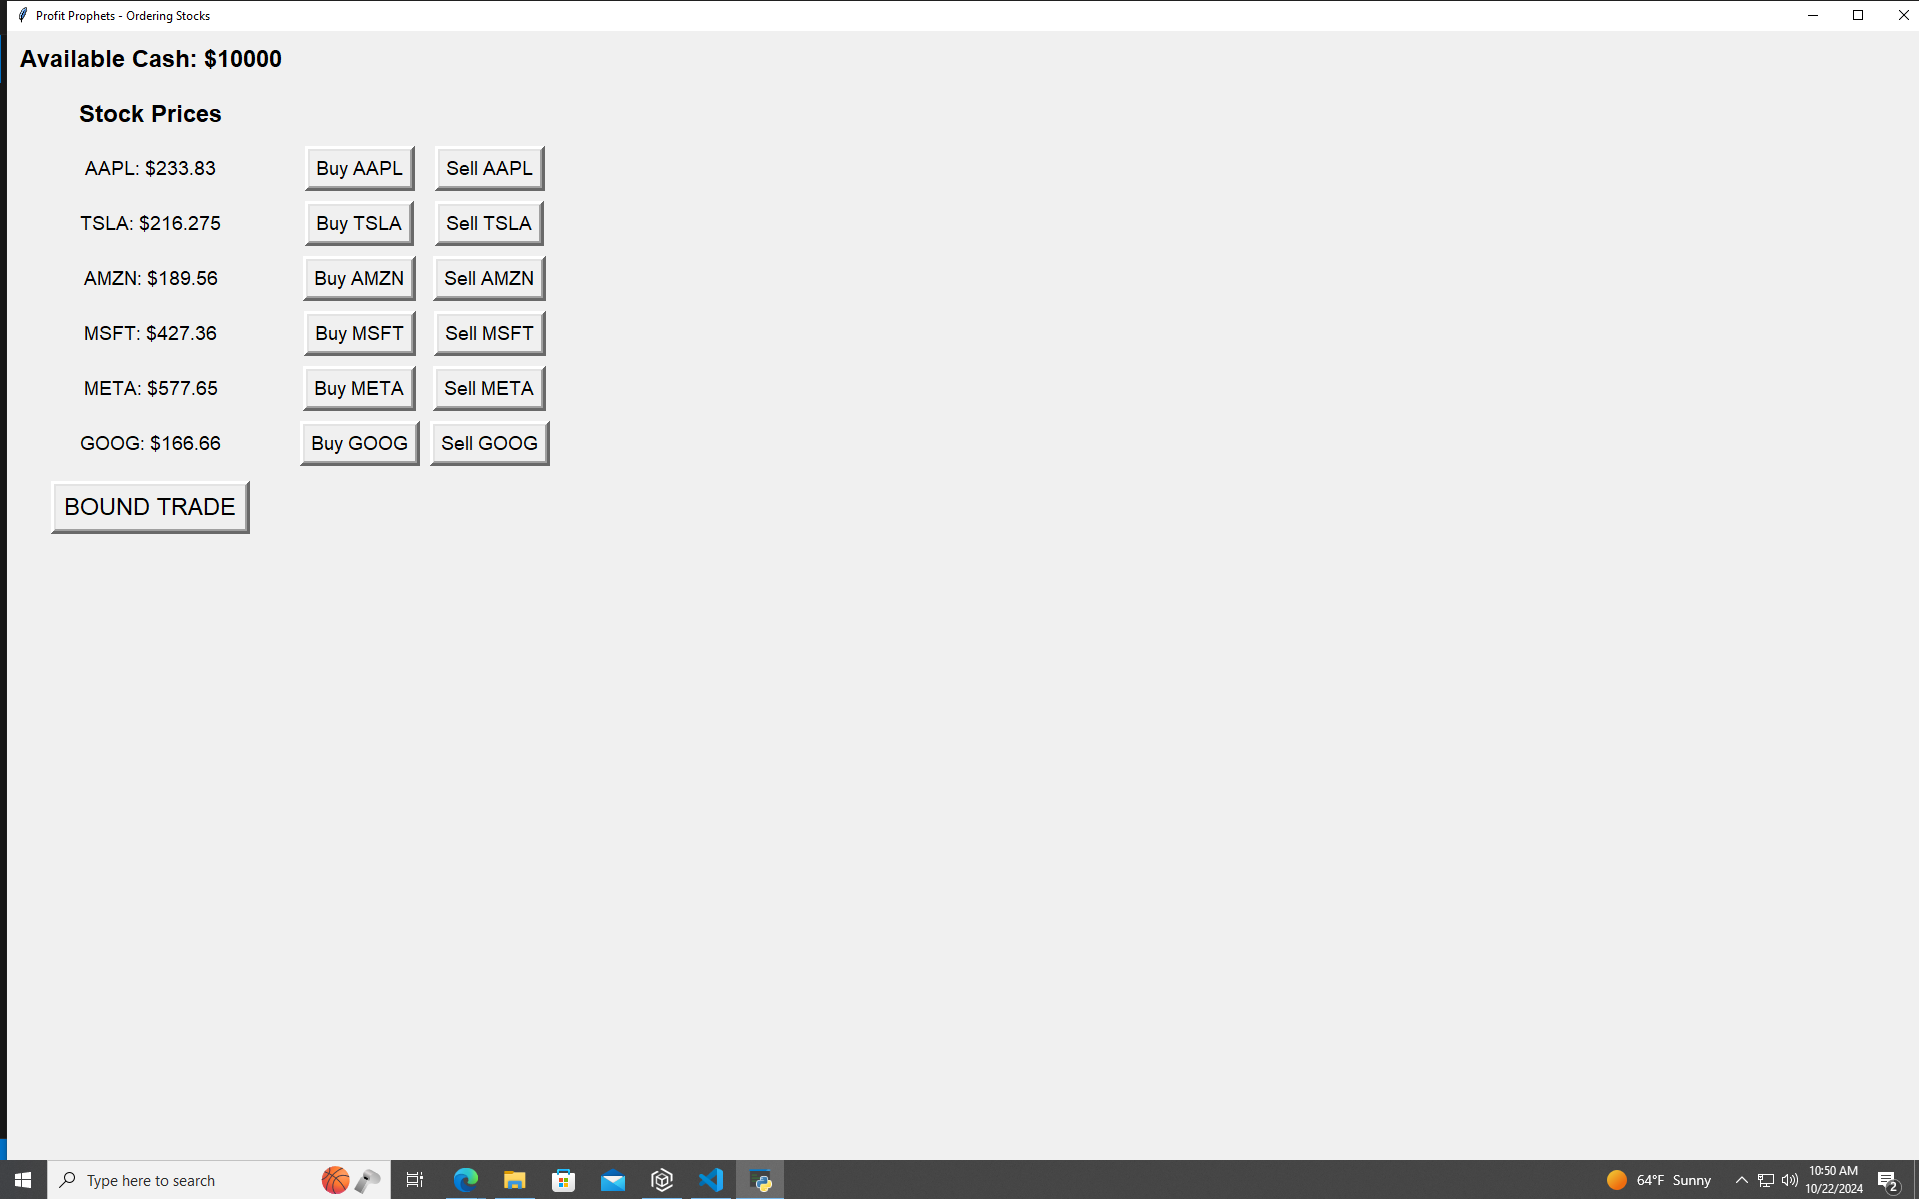 Profit Prophets - Ordering Stocks
Available Cash: $10000
Stock Prices
AAPL: $233.83 Buy AAPL Sell AAPL
TSLA: $216.275 Buy TSLA Sell TSLA
AMZN: $189.56 Buy AMZN Sell AMZN
MSFT: $427.36 Buy MSFT Sell MSFT
META: $577.65 Buy META Sell META
GOOG: $166.66 Buy GOOG Sell GOOG
BOUND TRADE
Type here to search
64°F Sunny
10:50 AM
10/22/2024
2